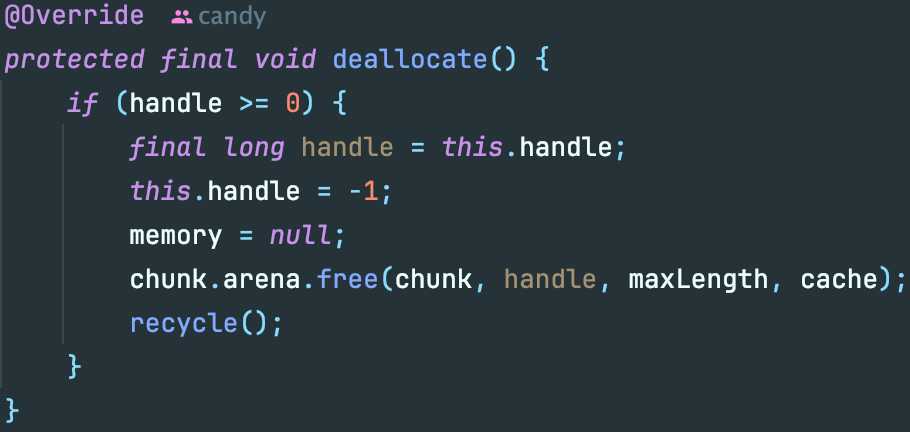 @Override candy
protected final void deallocate() {
if (handle >= 0) {
final long handle = this.handle;
this.handle = -1;
memory = null;
chunk.arena.free(chunk, handle, maxLength, cache);
recycle();
}
}